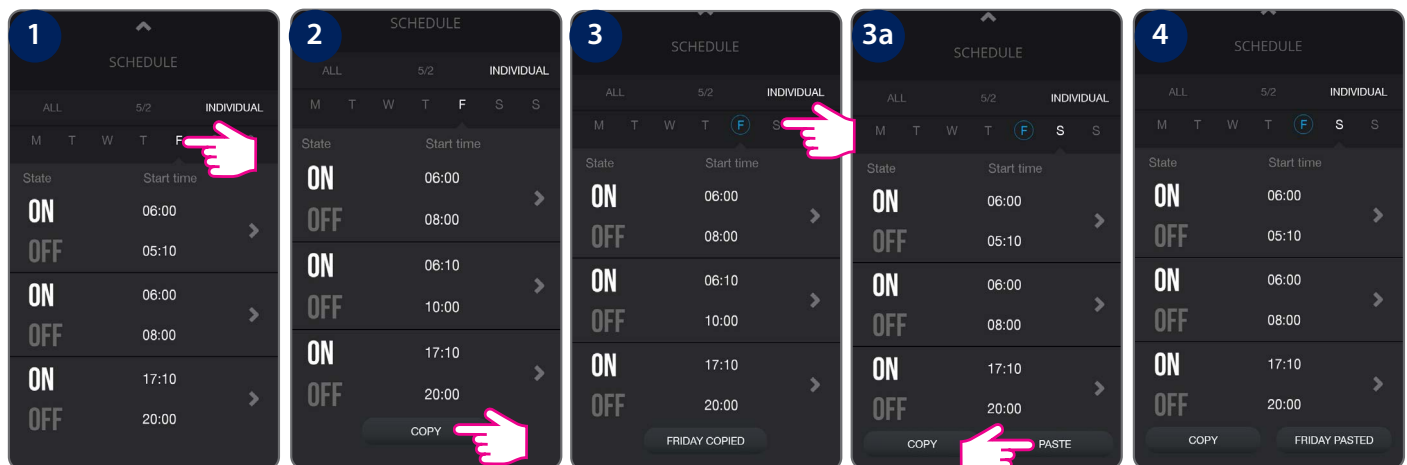 1
SCHEDULE
ALL 5/2 INDIVIDUAL
M T W T F
State Start time
ON 06:00
OFF 05:10
ON 06:00
OFF 08:00
ON 17:10
OFF 20:00
2
SCHEDULE
ALL 5/2 INDIVIDUAL
M T W T F S S
State Start time
ON 06:00
OFF 08:00
ON 06:10
OFF 10:00
ON 17:10
OFF 20:00
COPY
3
SCHEDULE
ALL 5/2 INDIVIDUAL
M T W T F S
State Start time
ON 06:00
OFF 08:00
ON 06:10
OFF 10:00
ON 17:10
OFF 20:00
FRIDAY COPIED
3a
SCHEDULE
ALL 5/2 INDIVIDUAL
M T W T F S S
State Start time
ON 06:00
OFF 05:10
ON 06:00
OFF 08:00
ON 17:10
OFF 20:00
COPY PASTE
4
SCHEDULE
ALL 5/2 INDIVIDUAL
M T W T F S S
State Start time
ON 06:00
OFF 05:10
ON 06:00
OFF 08:00
ON 17:10
OFF 20:00
COPY FRIDAY PASTED